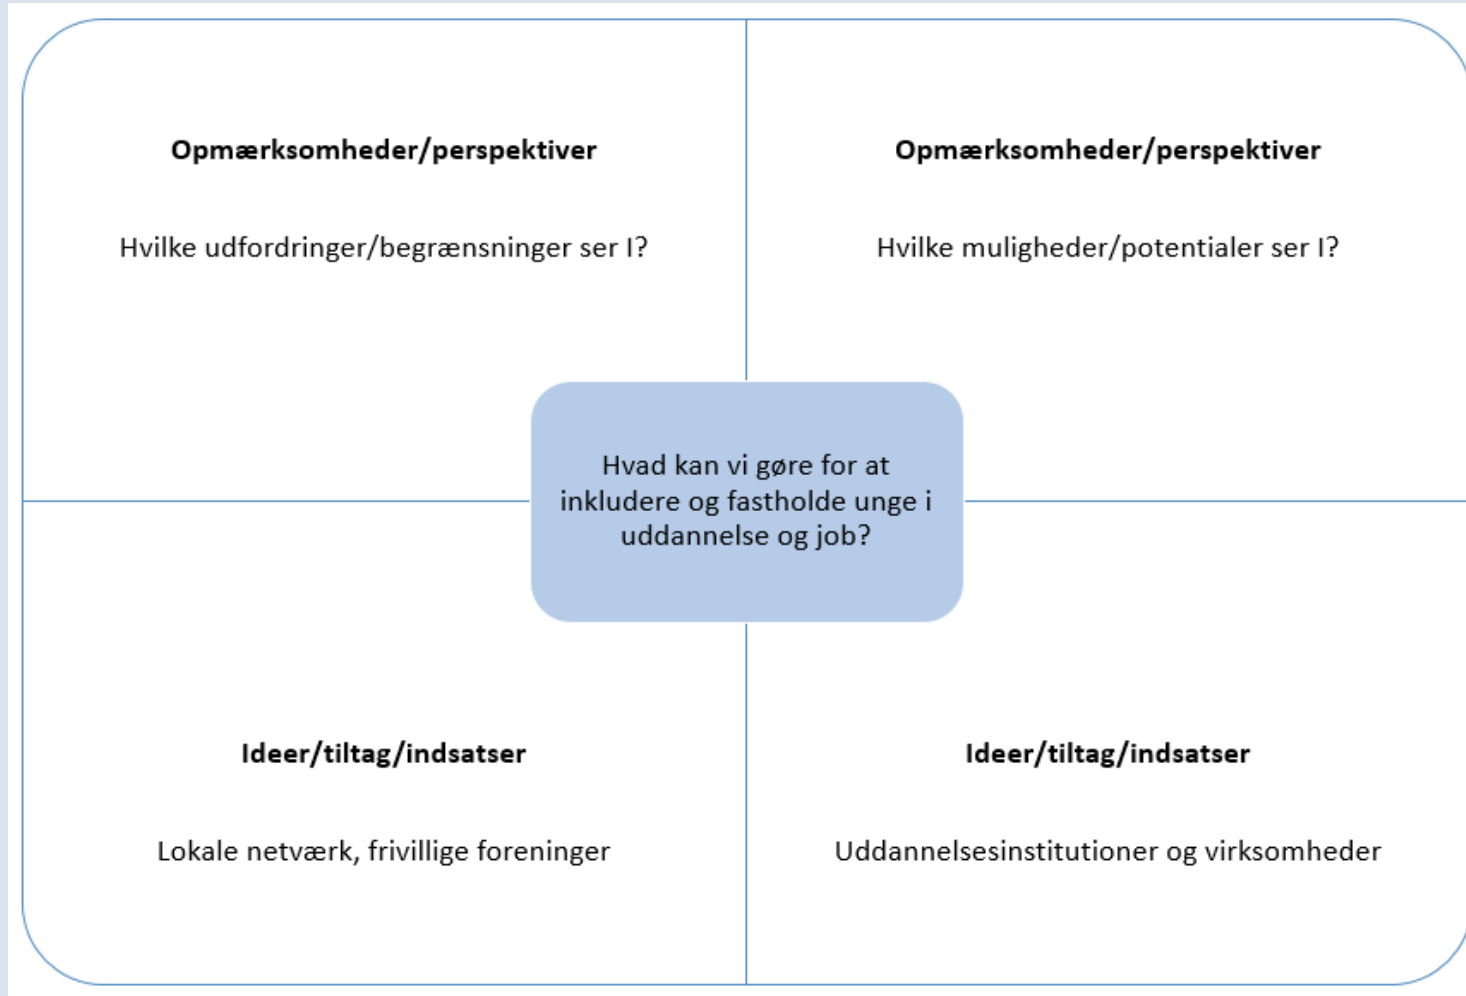 Opmærksomheder/perspektiver
Hvilke udfordringer/begrænsninger ser I?
Opmærksomheder/perspektiver
Hvilke muligheder/potentialer ser I?
Hvad kan vi gøre for at
inkludere og fastholde unge i
uddannelse og job?
Ideer/tiltag/indsatser
Lokale netværk, frivillige foreninger
Ideer/tiltag/indsatser
Uddannelsesinstitutioner og virksomheder